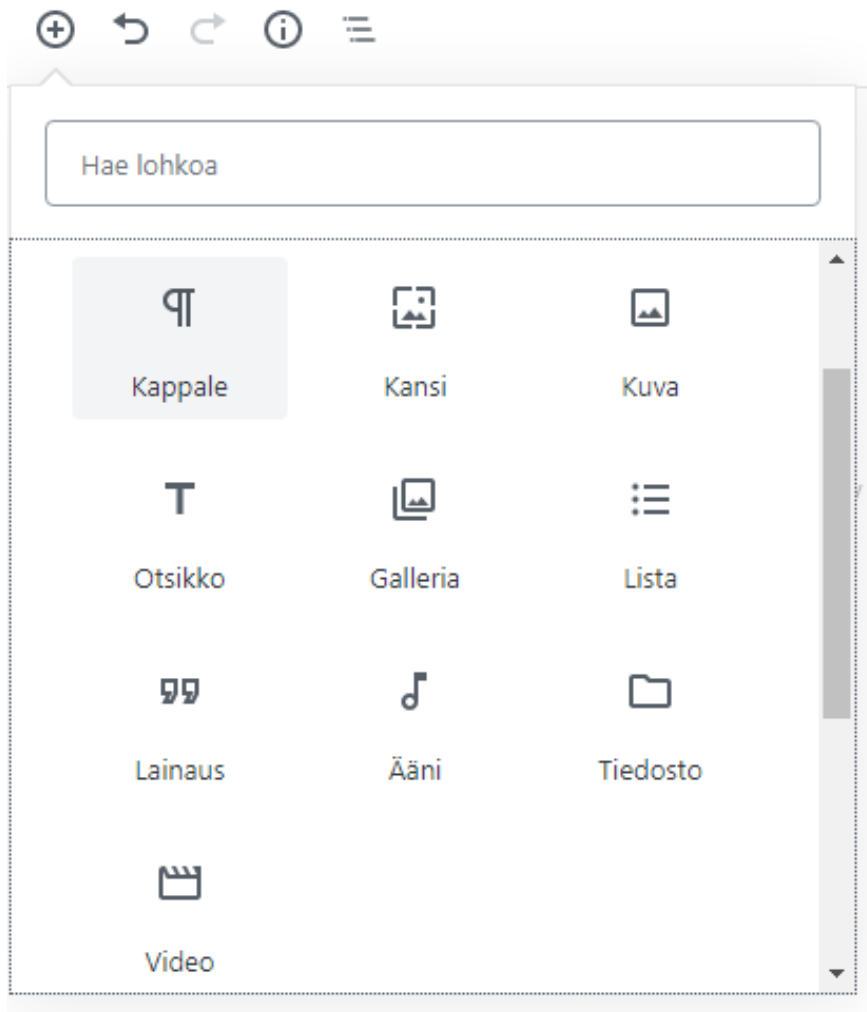 Hae lohkoa
Kappale Kansi Kuva
Otsikko Galleria Lista
Lainaus Ääni Tiedosto
Video